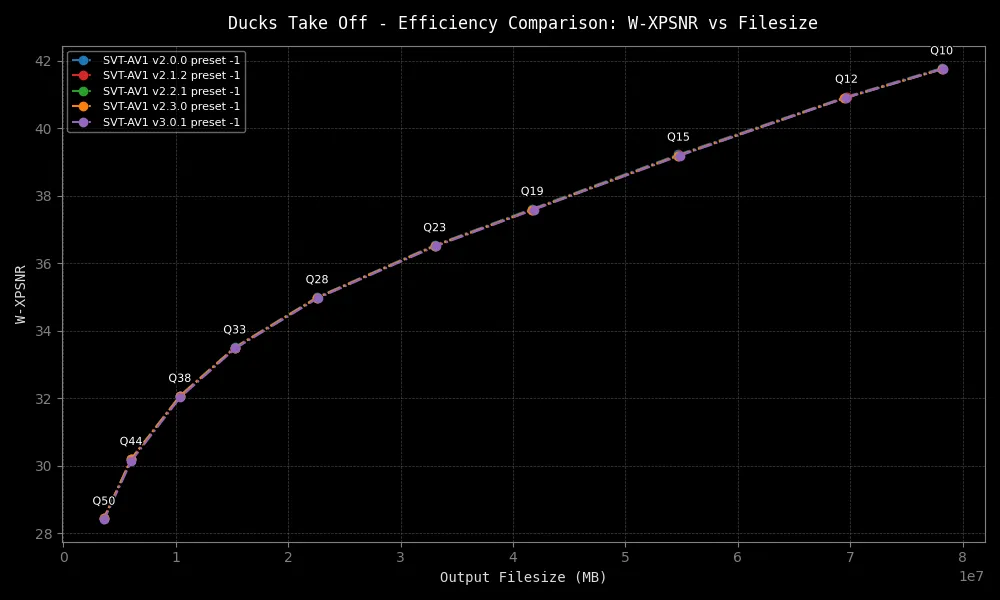 Ducks Take Off - Efficiency Comparison: W-XPSNR vs Filesize
SVT-AV1 v2.0.0 preset -1
SVT-AV1 v2.1.2 preset -1
SVT-AV1 v2.2.1 preset -1
SVT-AV1 v2.3.0 preset -1
SVT-AV1 v3.0.1 preset -1
Q10
Q12
Q15
Q19
Q23
Q28
Q33
Q38
Q44
Q50
W-XPSNR
42
40
38
36
34
32
30
28
0 1 2 3 4 5 6 7 8
1e7
Output Filesize (MB)